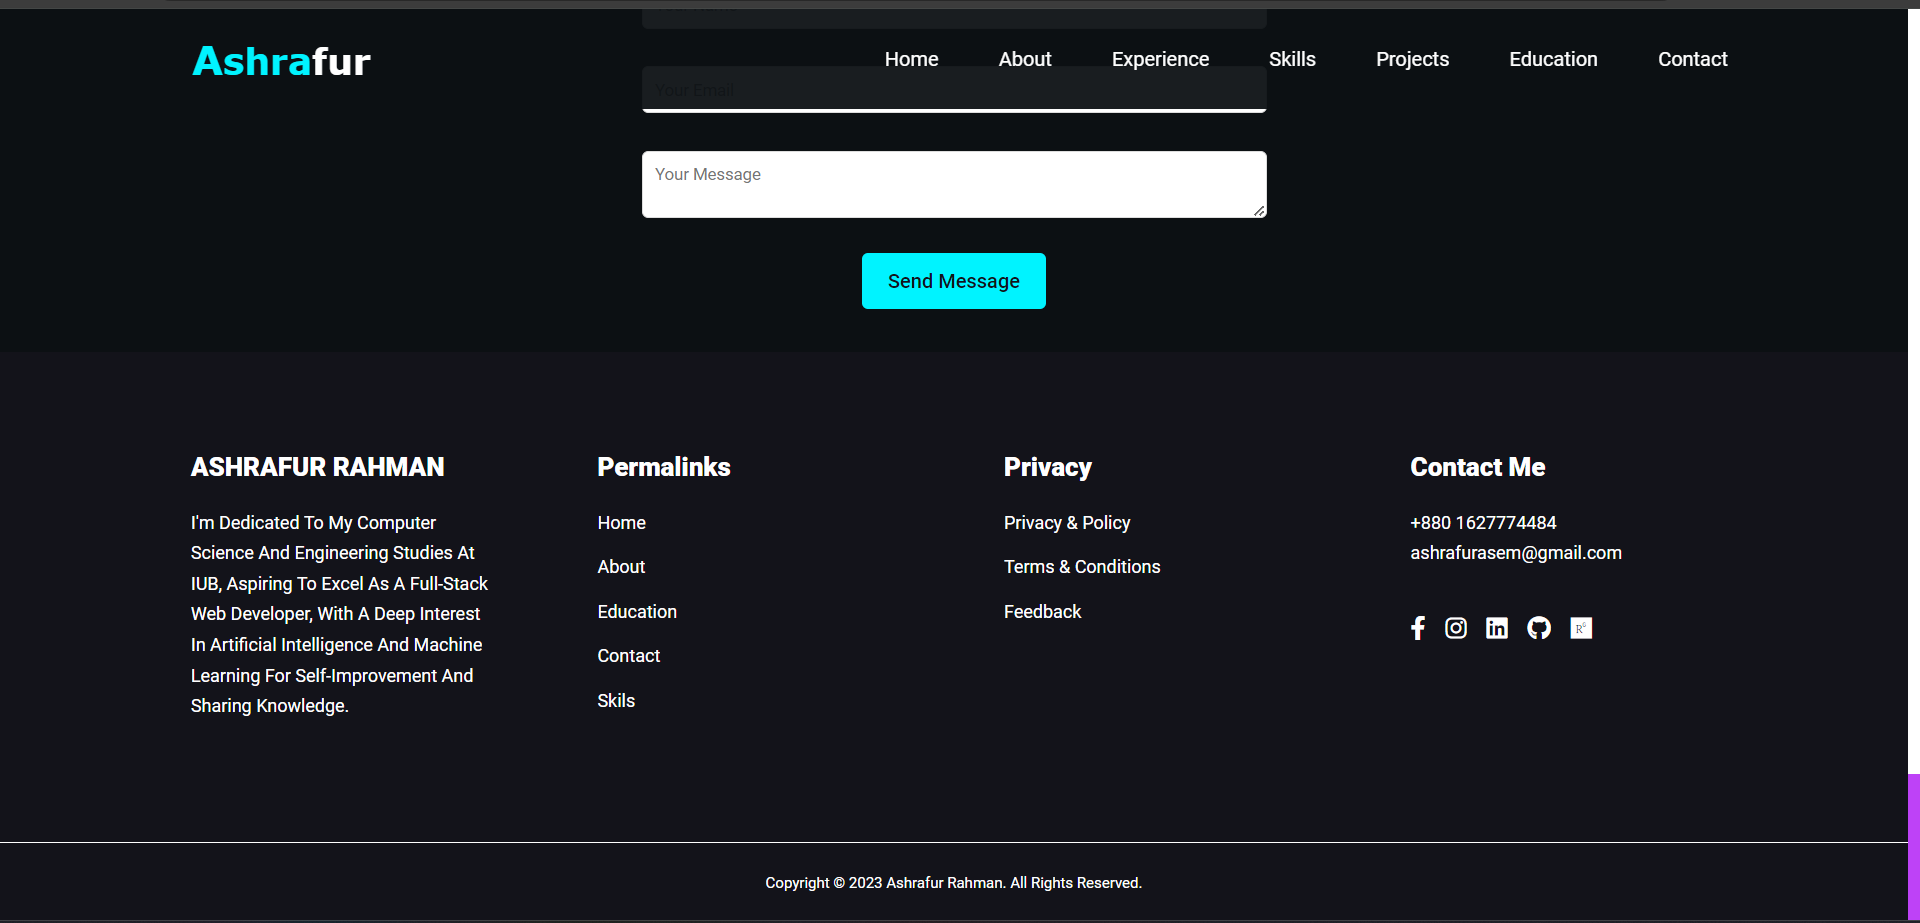 Ashrafur
Home
About
Experience
Skills
Projects
Education
Contact
Your Email
Your Message
Send Message
ASHRAFUR RAHMAN
I'm Dedicated To My Computer
Science And Engineering Studies At
IUB, Aspiring To Excel As A Full-Stack
Web Developer, With A Deep Interest
In Artificial Intelligence And Machine
Learning For Self-Improvement And
Sharing Knowledge.
Permalinks
Home
About
Education
Contact
Skils
Privacy
Privacy & Policy
Terms & Conditions
Feedback
Contact Me
+880 1627774484
ashrafurasem@gmail.com
in
RG
Copyright © 2023 Ashrafur Rahman. All Rights Reserved.